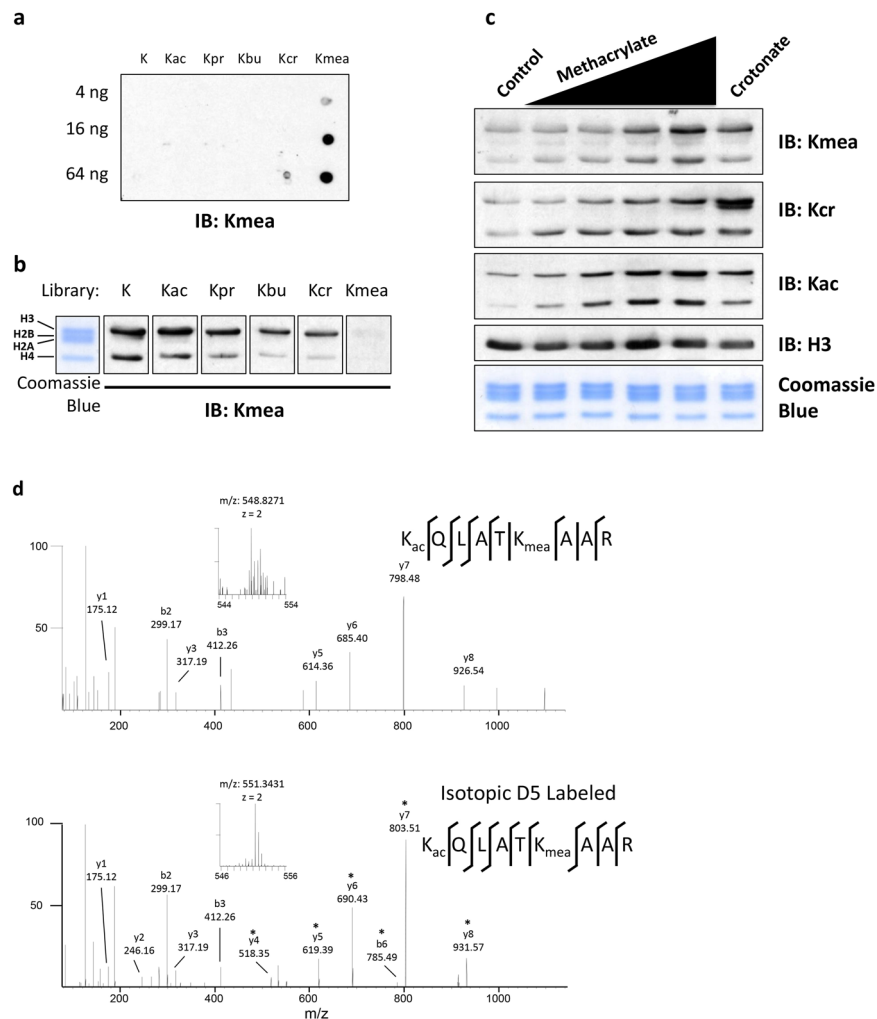 a
K Kac Kpr Kbu Kcr Kmea
4 ng
16 ng
64 ng
IB: Kmea
b
Library: K Kac Kpr Kbu Kcr Kmea
H3
H2B
H2A
H4
Coomassie
Blue
IB: Kmea
c
Control Methacrylate Crotonate
IB: Kmea
IB: Kcr
IB: Kac
IB: H3
Coomassie
Blue
d
m/z: 548.8271
z = 2
544 554
KacQLATKmeaAAR
100
50
y1
175.12
b2
299.17
y3
317.19
b3
412.26
y5
614.36
y6
685.40
y7
798.48
y8
926.54
200 400 600 800 1000
m/z: 551.3431
z = 2
546 556
Isotopic D5 Labeled
KacQLATKmeaAAR
100
50
y1
175.12
y2
246.16
b2
299.17
y3
317.19
b3
412.26
*
y4
518.35
*
y5
619.39
*
y6
690.43
*
b6
785.49
*
y7
803.51
*
y8
931.57
200 400 600 800 1000
m/z